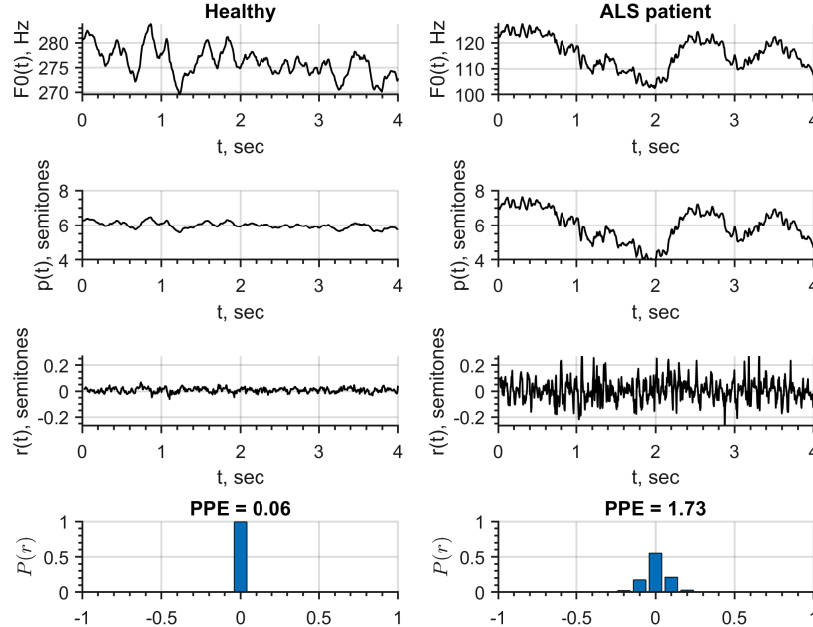 Healthy
F0(t), Hz
280
275
270
0 1 2 3 4
t, sec
ALS patient
F0(t), Hz
120
110
100
0 1 2 3 4
t, sec
p(t), semitones
8
6
4
0 1 2 3 4
t, sec
p(t), semitones
8
6
4
0 1 2 3 4
t, sec
r(t), semitones
0.2
0
-0.2
0 1 2 3 4
t, sec
r(t), semitones
0.2
0
-0.2
0 1 2 3 4
t, sec
PPE = 0.06
P(r)
1
0.5
0
-1 -0.5 0 0.5 1
PPE = 1.73
P(r)
1
0.5
0
-1 -0.5 0 0.5